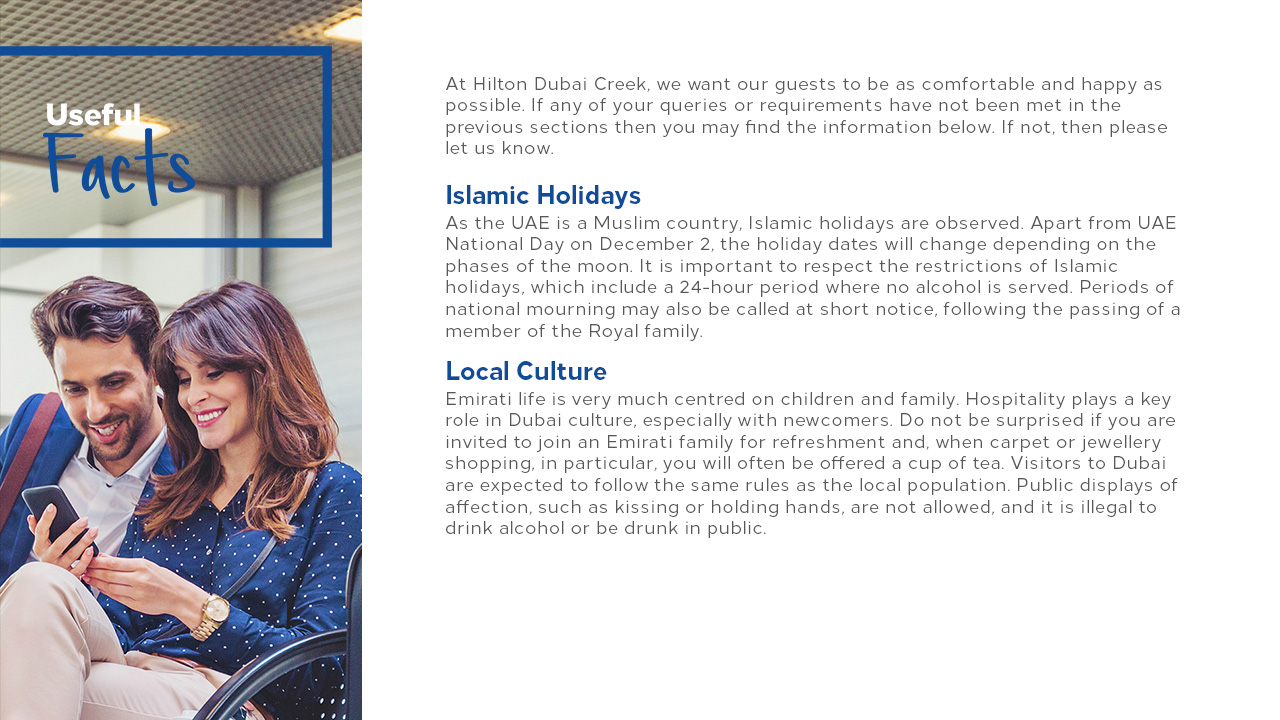 Useful
Facts
At Hilton Dubai Creek, we want our guests to be as comfortable and happy as
possible. If any of your queries or requirements have not been met in the
previous sections then you may find the information below. If not, then please
let us know.
Islamic Holidays
As the UAE is a Muslim country, Islamic holidays are observed. Apart from UAE
National Day on December 2, the holiday dates will change depending on the
phases of the moon. It is important to respect the restrictions of Islamic
holidays, which include a 24-hour period where no alcohol is served. Periods of
national mourning may also be called at short notice, following the passing of a
member of the Royal family.
Local Culture
Emirati life is very much centred on children and family. Hospitality plays a key
role in Dubai culture, especially with newcomers. Do not be surprised if you are
invited to join an Emirati family for refreshment and, when carpet or jewellery
shopping, in particular, you will often be offered a cup of tea. Visitors to Dubai
are expected to follow the same rules as the local population. Public displays of
affection, such as kissing or holding hands, are not allowed, and it is illegal to
drink alcohol or be drunk in public.